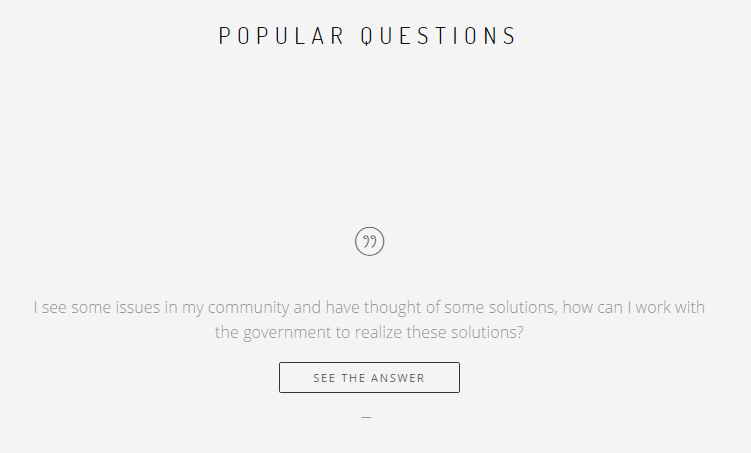 POPULAR QUESTIONS
”
I see some issues in my community and have thought of some solutions, how can I work with
the government to realize these solutions?
SEE THE ANSWER
—